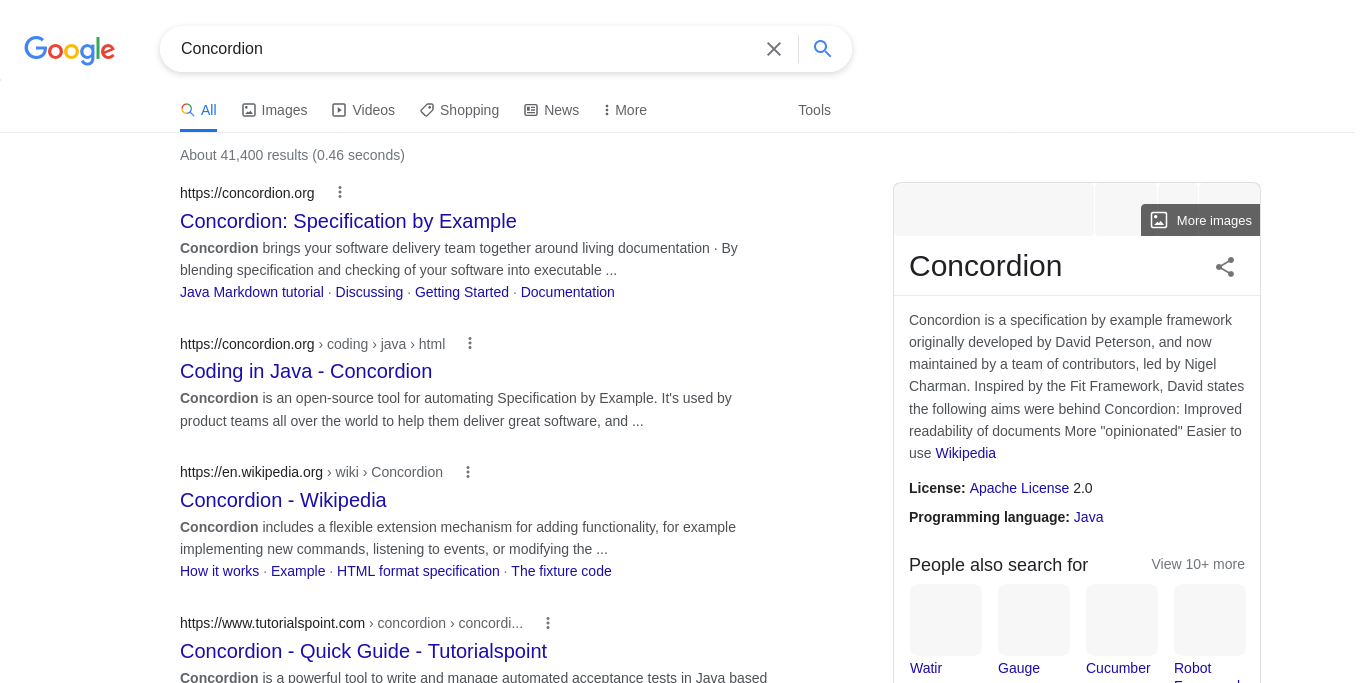 Google
Concordion
All
Images
Videos
Shopping
News
More
Tools
About 41,400 results (0.46 seconds)
https://concordion.org
Concordion: Specification by Example
Concordion brings your software delivery team together around living documentation · By
blending specification and checking of your software into executable ...
Java Markdown tutorial · Discussing · Getting Started · Documentation
https://concordion.org › coding › java › html
Coding in Java - Concordion
Concordion is an open-source tool for automating Specification by Example. It's used by
product teams all over the world to help them deliver great software, and ...
https://en.wikipedia.org › wiki › Concordion
Concordion - Wikipedia
Concordion includes a flexible extension mechanism for adding functionality, for example
implementing new commands, listening to events, or modifying the ...
How it works · Example · HTML format specification · The fixture code
https://www.tutorialspoint.com › concordion › concordi...
Concordion - Quick Guide - Tutorialspoint
Concordion is a powerful tool to write and manage automated acceptance tests in Java based
More images
Concordion
Concordion is a specification by example framework
originally developed by David Peterson, and now
maintained by a team of contributors, led by Nigel
Charman. Inspired by the Fit Framework, David states
the following aims were behind Concordion: Improved
readability of documents More "opinionated" Easier to
use Wikipedia
License: Apache License 2.0
Programming language: Java
People also search for
View 10+ more
Watir
Gauge
Cucumber
Robot